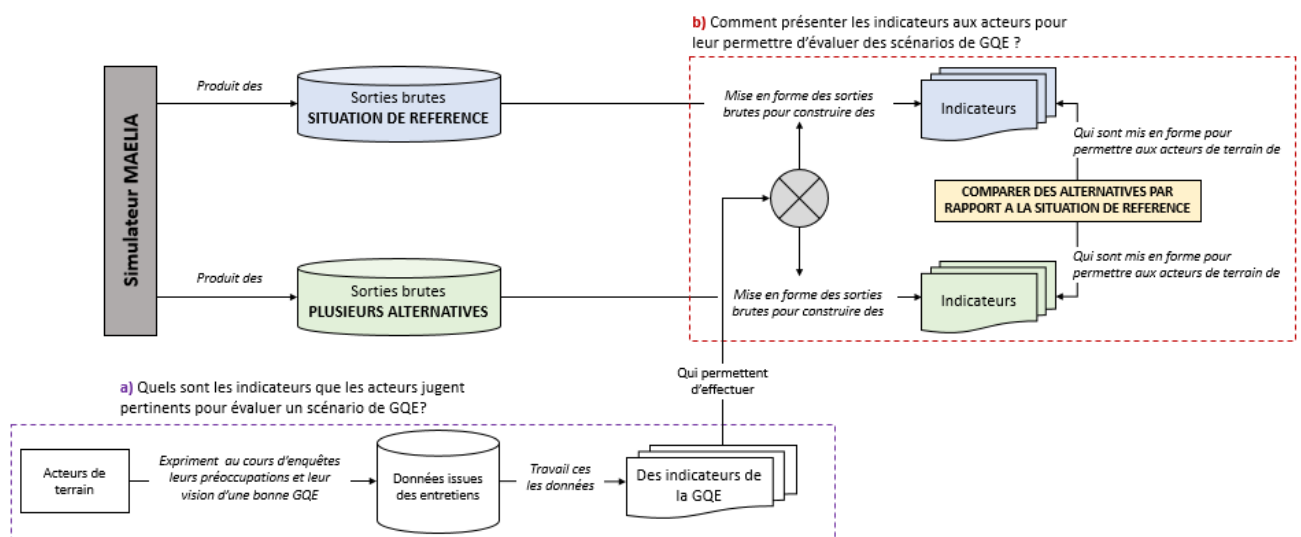 b) Comment présenter les indicateurs aux acteurs pour
leur permettre d'évaluer des scénarios de GQE ?
Simulateur MAELIA
Produit des
Sorties brutes
SITUATION DE REFERENCE
Mise en forme des sorties
brutes pour construire des
Indicateurs
Qui sont mis en forme pour
permettre aux acteurs de terrain de
COMPARER DES ALTERNATIVES PAR
RAPPORT A LA SITUATION DE REFERENCE
Produit des
Sorties brutes
PLUSIEURS ALTERNATIVES
Mise en forme des sorties
brutes pour construire des
Indicateurs
Qui sont mis en forme pour
permettre aux acteurs de terrain de
Qui permettent
d'effectuer
a) Quels sont les indicateurs que les acteurs jugent
pertinents pour évaluer un scénario de GQE?
Acteurs de
terrain
Expriment au cours d'enquêtes
leurs préoccupations et leur
vision d'une bonne GQE
Données issues
des entretiens
Travail ces
les données
Des indicateurs de
la GQE